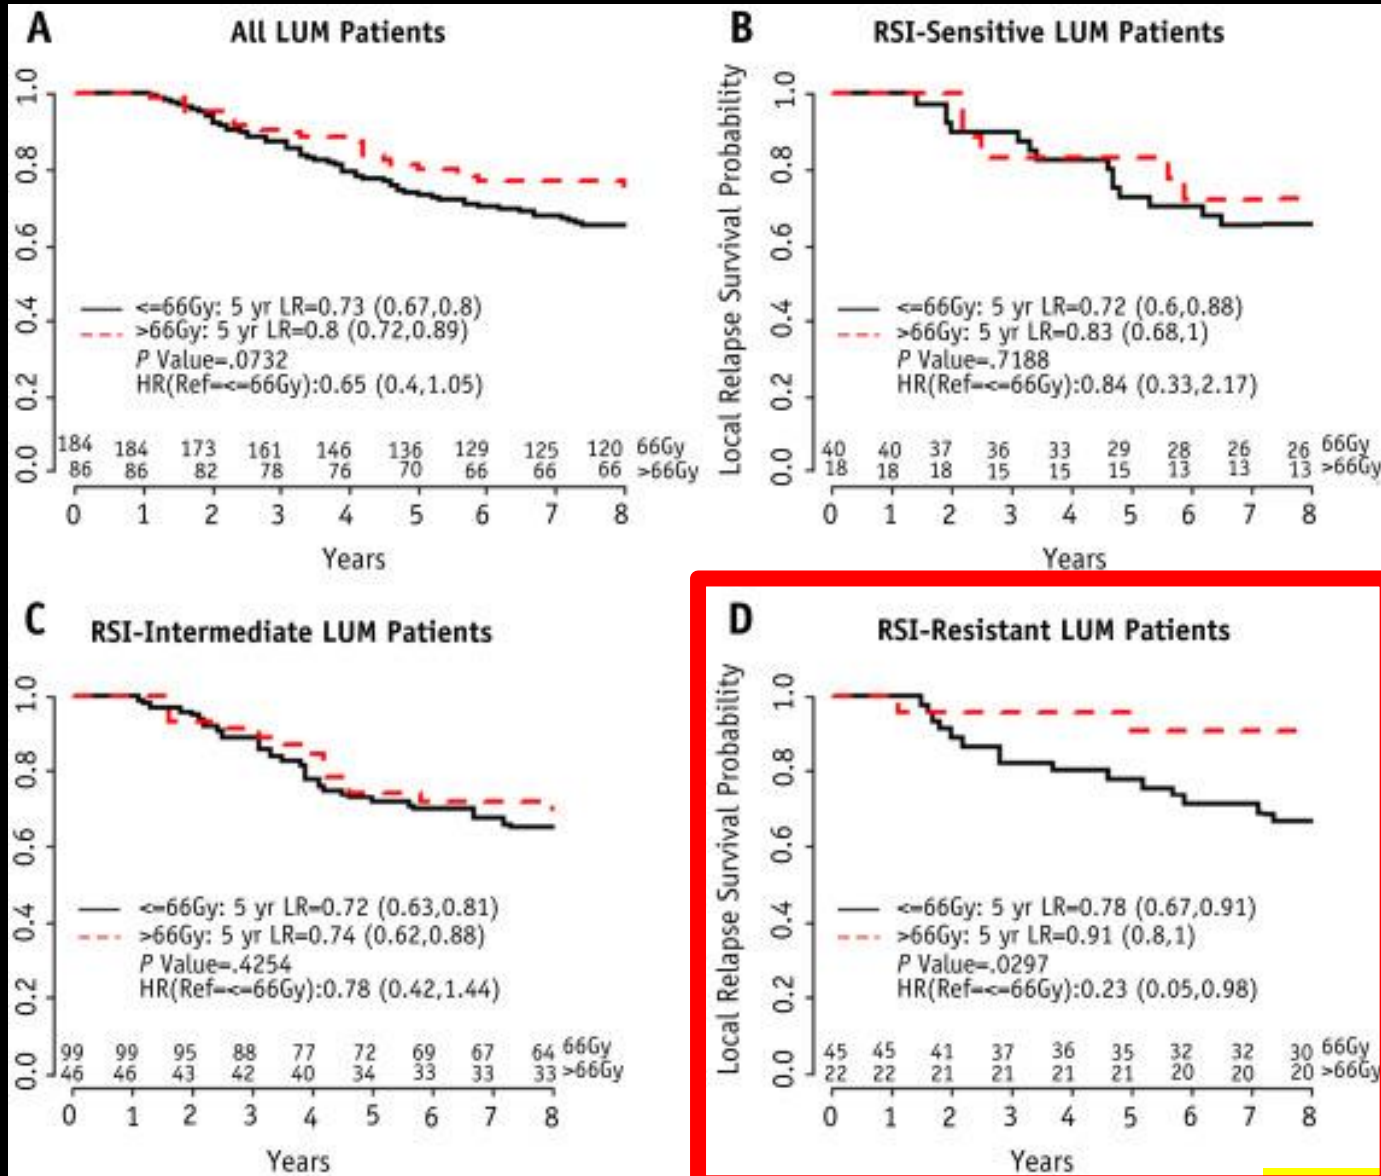 A All LUM Patients
1.0
0.8
0.6
0.4
0.2
0.0
<=66Gy: 5 yr LR=0.73 (0.67,0.8)
>66Gy: 5 yr LR=0.8 (0.72,0.89)
P Value=.0732
HR(Ref=<=66Gy):0.65 (0.4,1.05)
184 184 173 161 146 136 129 125 120 66Gy
86 86 82 78 76 70 66 66 66 >66Gy
0 1 2 3 4 5 6 7 8
Years
B RSI-Sensitive LUM Patients
Local Relapse Survival Probability
1.0
0.8
0.6
0.4
0.2
0.0
<=66Gy: 5 yr LR=0.72 (0.6,0.88)
>66Gy: 5 yr LR=0.83 (0.68,1)
P Value=.7188
HR(Ref=<=66Gy):0.84 (0.33,2.17)
40 40 37 36 33 29 28 26 26 66Gy
18 18 18 15 15 15 13 13 13 >66Gy
0 1 2 3 4 5 6 7 8
Years
C RSI-Intermediate LUM Patients
1.0
0.8
0.6
0.4
0.2
0.0
<=66Gy: 5 yr LR=0.72 (0.63,0.81)
>66Gy: 5 yr LR=0.74 (0.62,0.88)
P Value=.4254
HR(Ref=<=66Gy):0.78 (0.42,1.44)
99 99 95 88 77 72 69 67 64 66Gy
46 46 43 42 40 34 33 33 33 >66Gy
0 1 2 3 4 5 6 7 8
Years
D RSI-Resistant LUM Patients
Local Relapse Survival Probability
1.0
0.8
0.6
0.4
0.2
0.0
<=66Gy: 5 yr LR=0.78 (0.67,0.91)
>66Gy: 5 yr LR=0.91 (0.8,1)
P Value=.0297
HR(Ref=<=66Gy):0.23 (0.05,0.98)
45 45 41 37 36 35 32 32 30 66Gy
22 22 21 21 21 21 20 20 20 >66Gy
0 1 2 3 4 5 6 7 8
Years